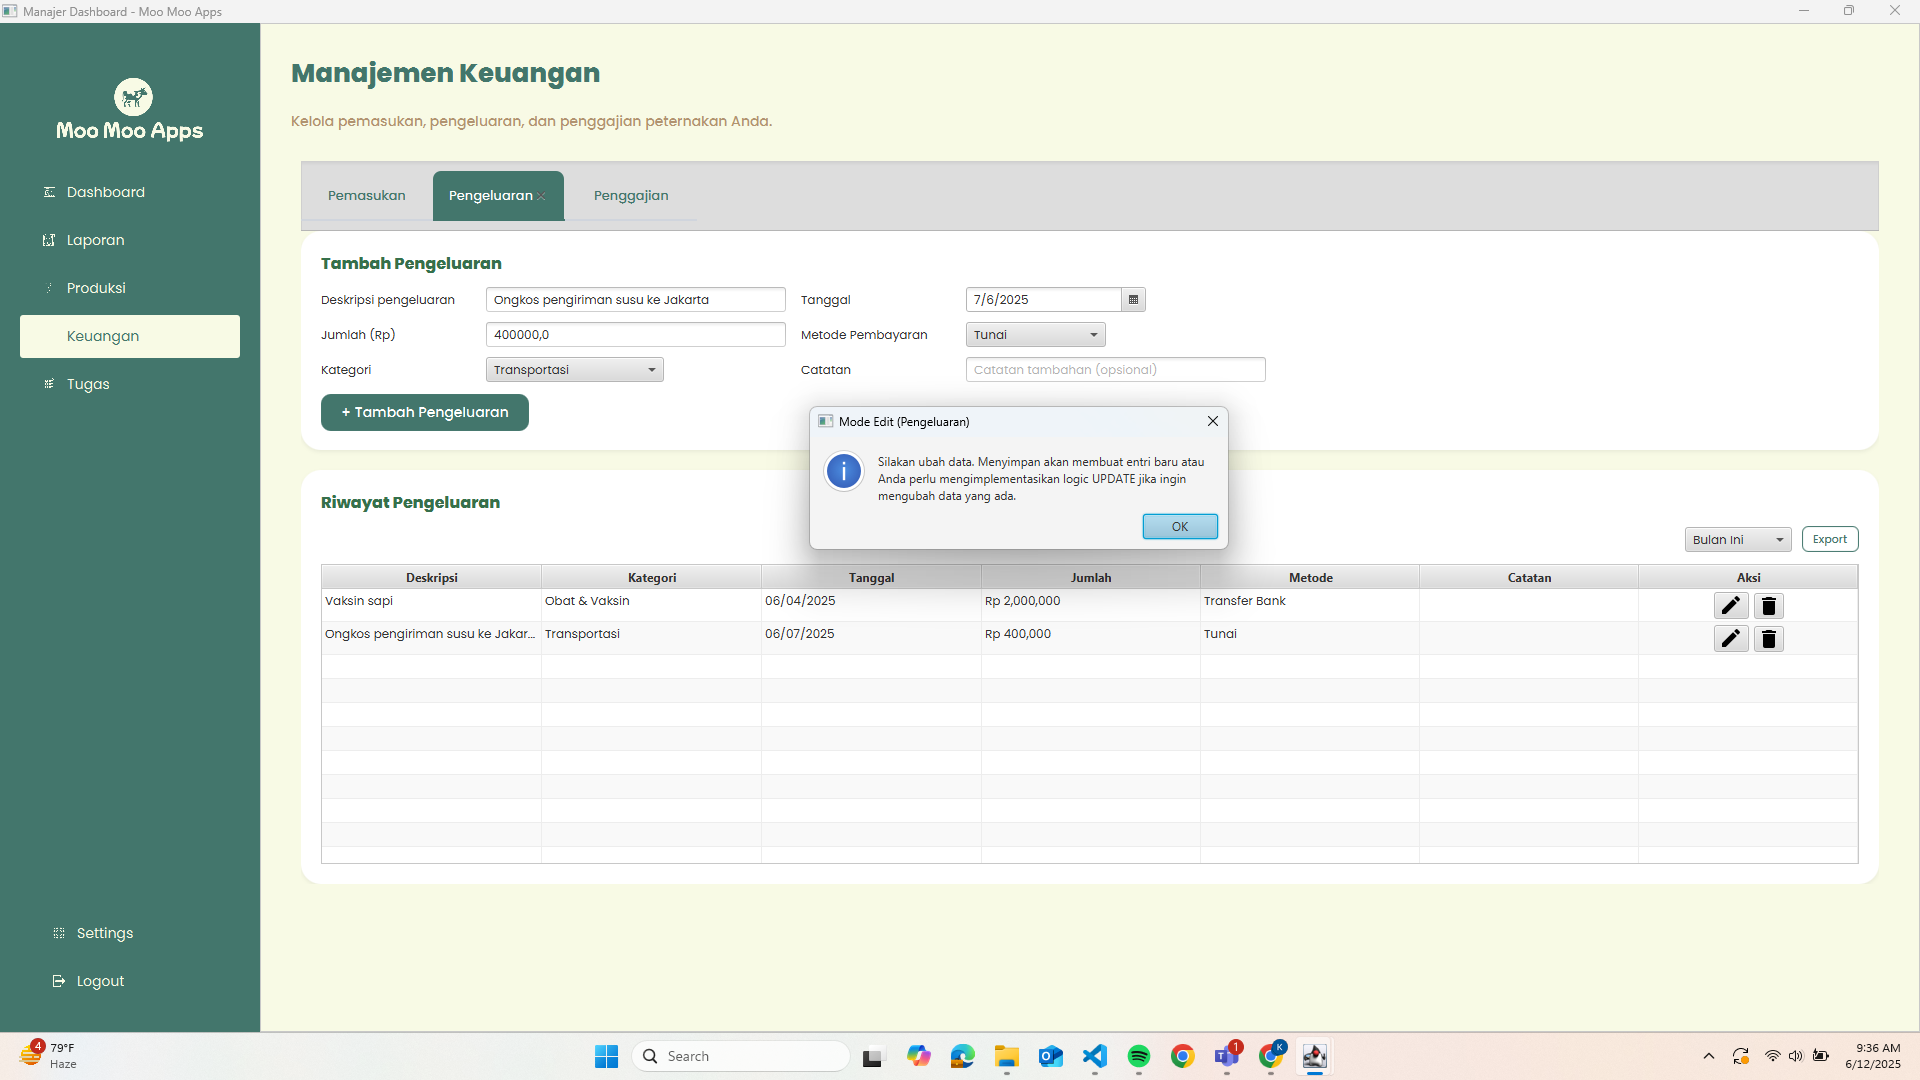 Manajer Dashboard - Moo Moo Apps
Moo Moo Apps
Dashboard
Laporan
Produksi
Keuangan
Tugas
Settings
Logout
Manajemen Keuangan
Kelola pemasukan, pengeluaran, dan penggajian peternakan Anda.
Pemasukan
Pengeluaran
Penggajian
Tambah Pengeluaran
Deskripsi pengeluaran Ongkos pengiriman susu ke Jakarta Tanggal 7/6/2025
Jumlah (Rp) 400000,0 Metode Pembayaran Tunai
Kategori Transportasi Catatan Catatan tambahan (opsional)
+ Tambah Pengeluaran
Mode Edit (Pengeluaran)
Silakan ubah data. Menyimpan akan membuat entri baru atau
Anda perlu mengimplementasikan logic UPDATE jika ingin
mengubah data yang ada.
OK
Riwayat Pengeluaran
Bulan Ini Export
Deskripsi Kategori Tanggal Jumlah Metode Catatan Aksi
Vaksin sapi Obat & Vaksin 06/04/2025 Rp 2,000,000 Transfer Bank
Ongkos pengiriman susu ke Jakar... Transportasi 06/07/2025 Rp 400,000 Tunai
4
79°F
Haze
Search
1
K
9:36 AM
6/12/2025